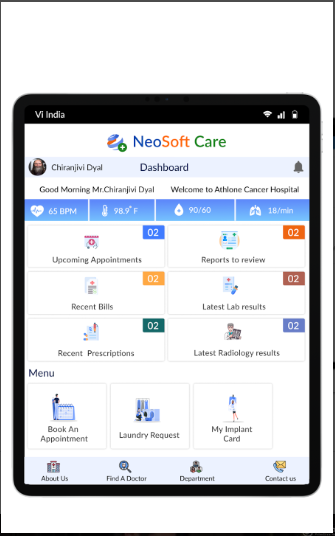 Vi India
NeoSoft Care
Chiranjivi Dyal Dashboard
Good Morning Mr.Chiranjivi Dyal Welcome to Athlone Cancer Hospital
65 BPM 98.9° F 90/60 18/min
02 02
Upcoming Appointments Reports to review
02 02
Recent Bills Latest Lab results
02 02
Recent Prescriptions Latest Radiology results
Menu
Book An
Appointment
Laundry Request
My Implant
Card
About Us Find A Doctor Department Contact us